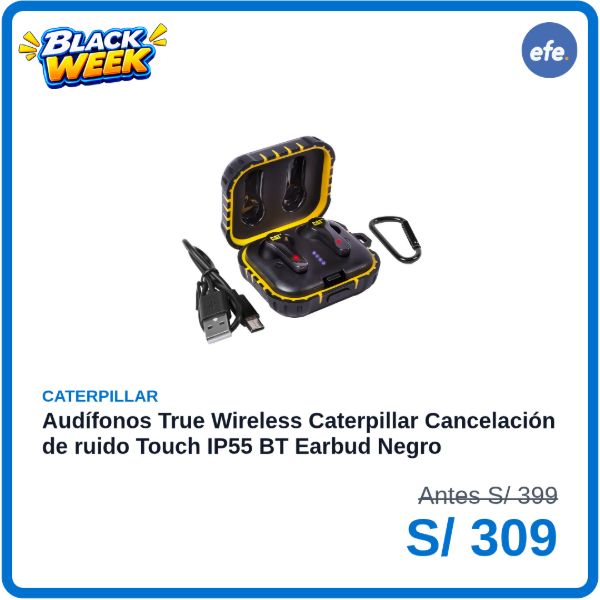 BLACK
WEEK
efe.
CAT
CATERPILLAR
Audífonos True Wireless Caterpillar Cancelación
de ruido Touch IP55 BT Earbud Negro
Antes S/ 399
S/ 309